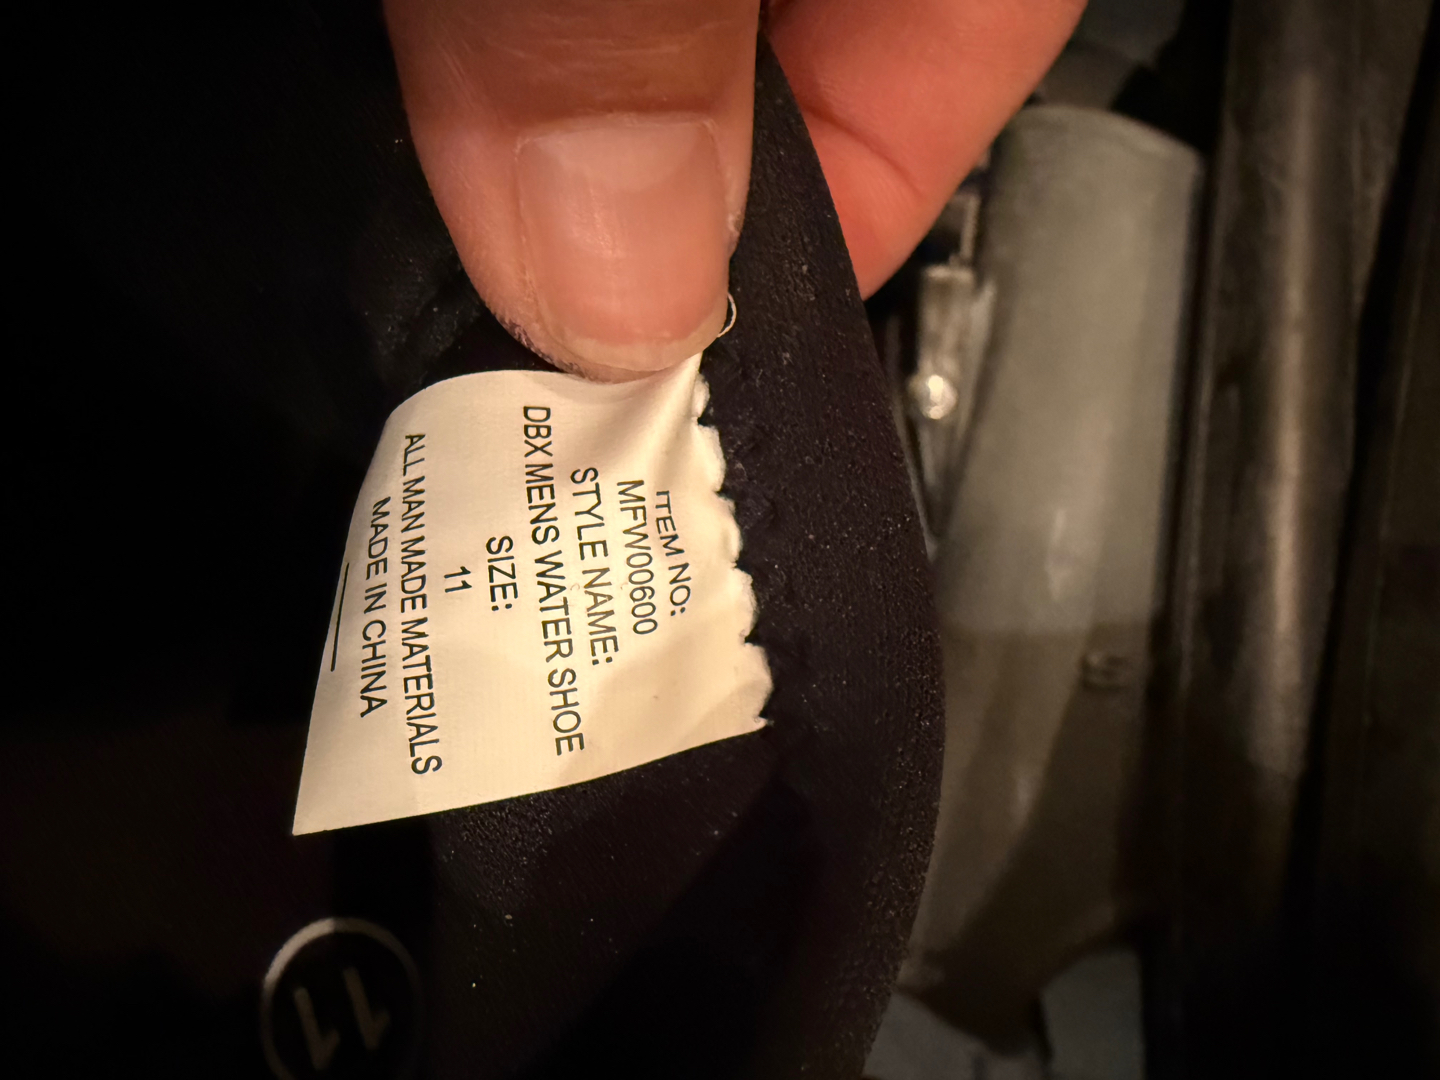 ITEM NO:
MFW00600
STYLE NAME:
DBX MENS WATER SHOE
SIZE:
11
ALL MAN MADE MATERIALS
MADE IN CHINA
11